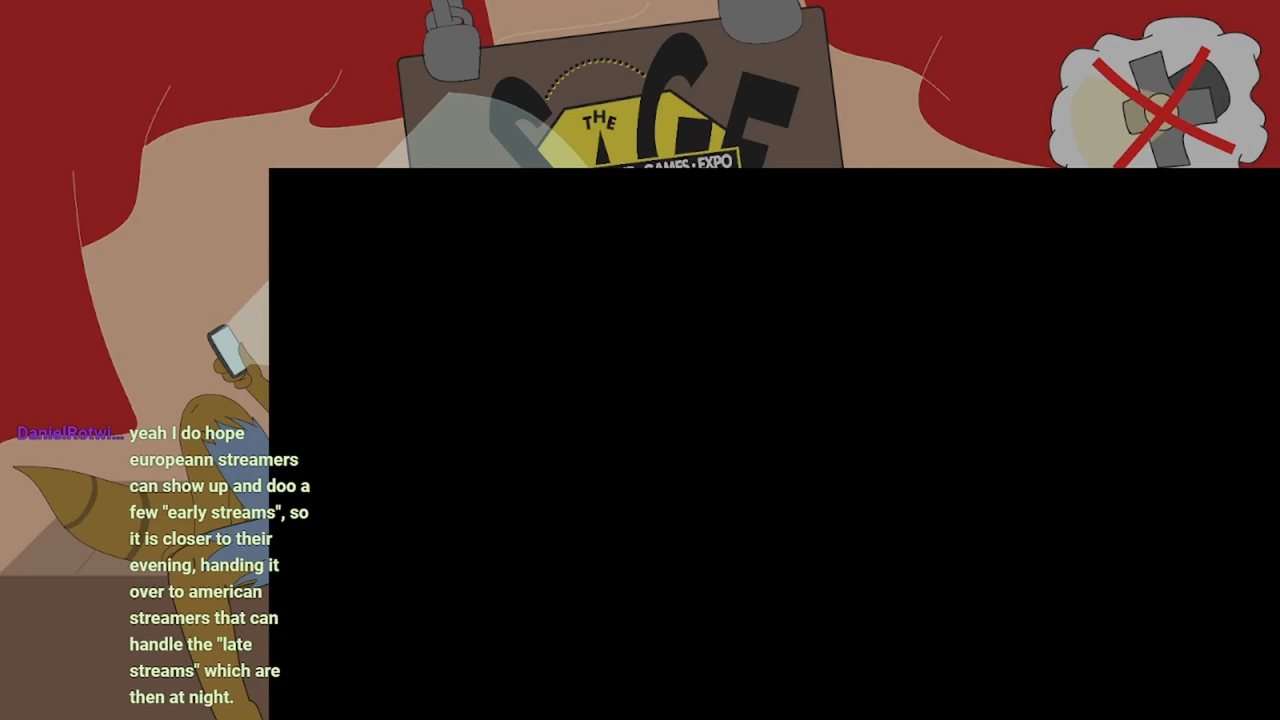 THE
CAGE
GAMES•EXPO
DanielRotwi... yeah I do hope
europeann streamers
can show up and doo a
few "early streams", so
it is closer to their
evening, handing it
over to american
streamers that can
handle the "late
streams" which are
then at night.